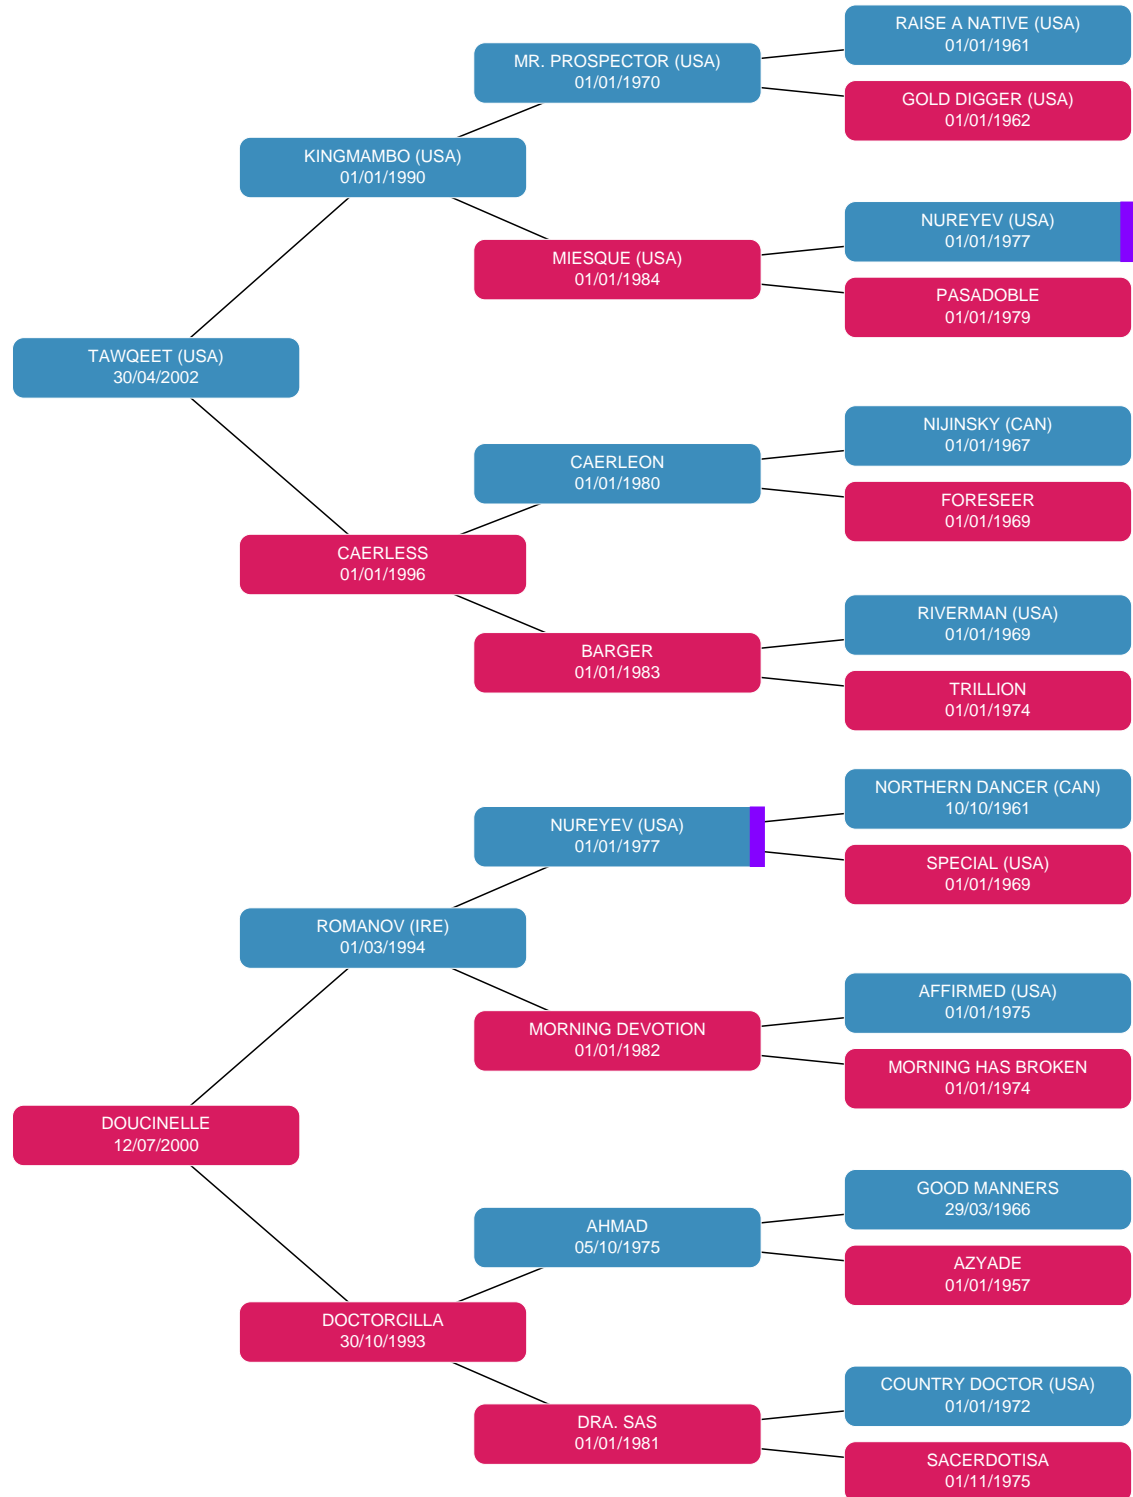 RAISE A NATIVE (USA)
01/01/1961
MR. PROSPECTOR (USA)
01/01/1970
GOLD DIGGER (USA)
01/01/1962
KINGMAMBO (USA)
01/01/1990
NUREYEV (USA)
01/01/1977
MIESQUE (USA)
01/01/1984
PASADOBLE
01/01/1979
TAWQEET (USA)
30/04/2002
NIJINSKY (CAN)
01/01/1967
CAERLEON
01/01/1980
FORESEER
01/01/1969
CAERLESS
01/01/1996
RIVERMAN (USA)
01/01/1969
BARGER
01/01/1983
TRILLION
01/01/1974
NORTHERN DANCER (CAN)
10/10/1961
NUREYEV (USA)
01/01/1977
SPECIAL (USA)
01/01/1969
ROMANOV (IRE)
01/03/1994
AFFIRMED (USA)
01/01/1975
MORNING DEVOTION
01/01/1982
MORNING HAS BROKEN
01/01/1974
DOUCINELLE
12/07/2000
GOOD MANNERS
29/03/1966
AHMAD
05/10/1975
AZYADE
01/01/1957
DOCTORCILLA
30/10/1993
COUNTRY DOCTOR (USA)
01/01/1972
DRA. SAS
01/01/1981
SACERDOTISA
01/11/1975